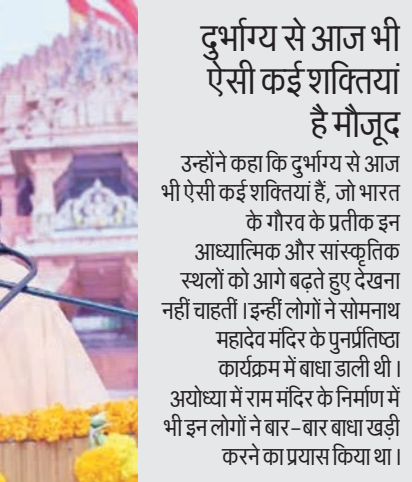 दुर्भाग्य से आज भी
ऐसी कई शक्तियां
है मौजूद
उन्होंने कहा कि दुर्भाग्य से आज
भी ऐसी कई शक्तियां हैं, जो भारत
के गौरव के प्रतीक इन
आध्यात्मिक और सांस्कृतिक
स्थलों को आगे बढ़ते हुए देखना
नहीं चाहतीं। इन्हीं लोगों ने सोमनाथ
महादेव मंदिर के पुनर्प्रतिष्ठा
कार्यक्रम में बाधा डाली थी।
अयोध्या में राम मंदिर के निर्माण में
भी इन लोगों ने बार-बार बाधा खड़ी
करने का प्रयास किया था।